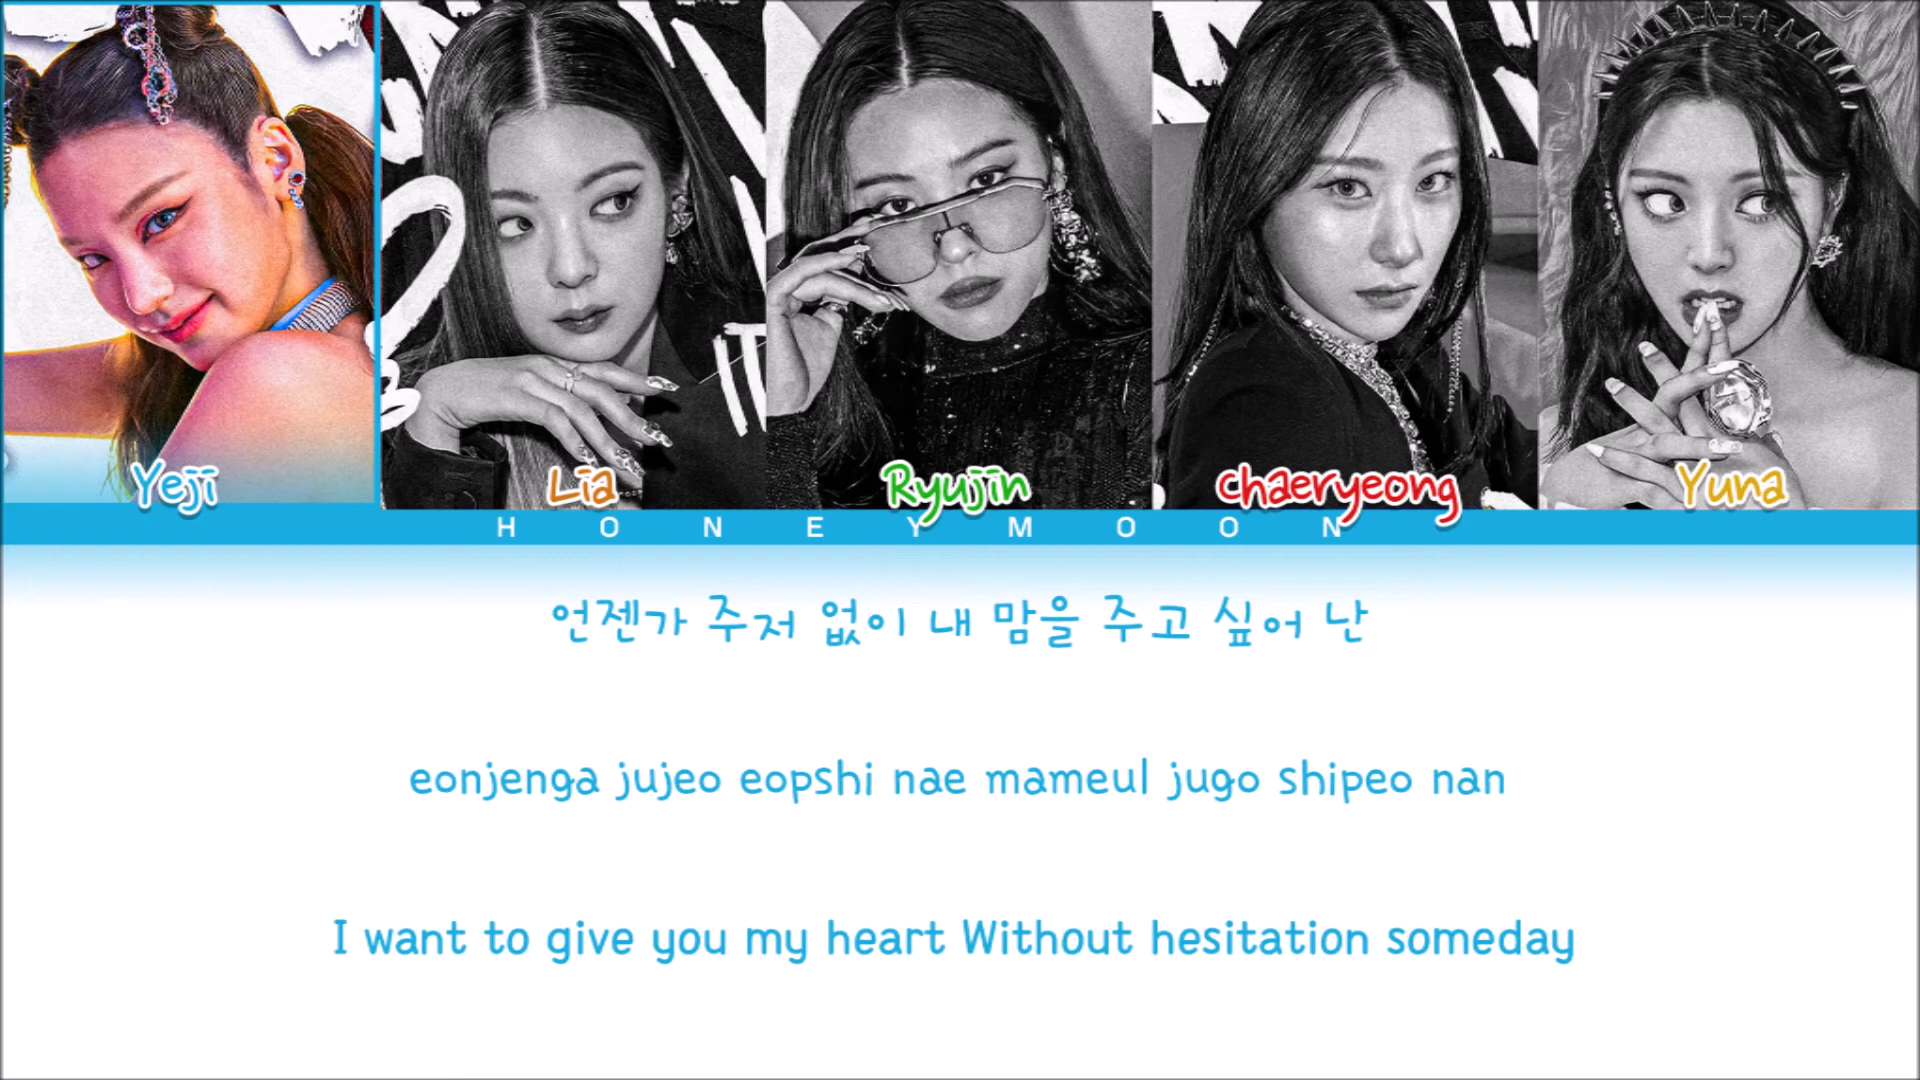 Yeji Lia Ryujin chaeryeong Yuna
HONEYMOON
언젠가 주저 없이 내 맘을 주고 싶어 난
eonjenga jujeo eopshi nae mameul jugo shipeo nan
I want to give you my heart Without hesitation someday